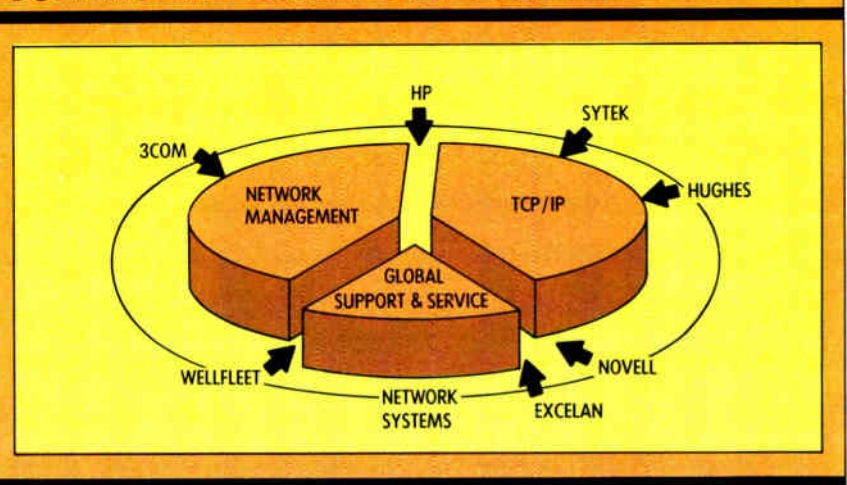 HP
SYTEK
3COM
HUGHES
NETWORK
MANAGEMENT
TCP/IP
GLOBAL
SUPPORT & SERVICE
WELLFLEET
NOVELL
NETWORK
SYSTEMS
EXCELAN